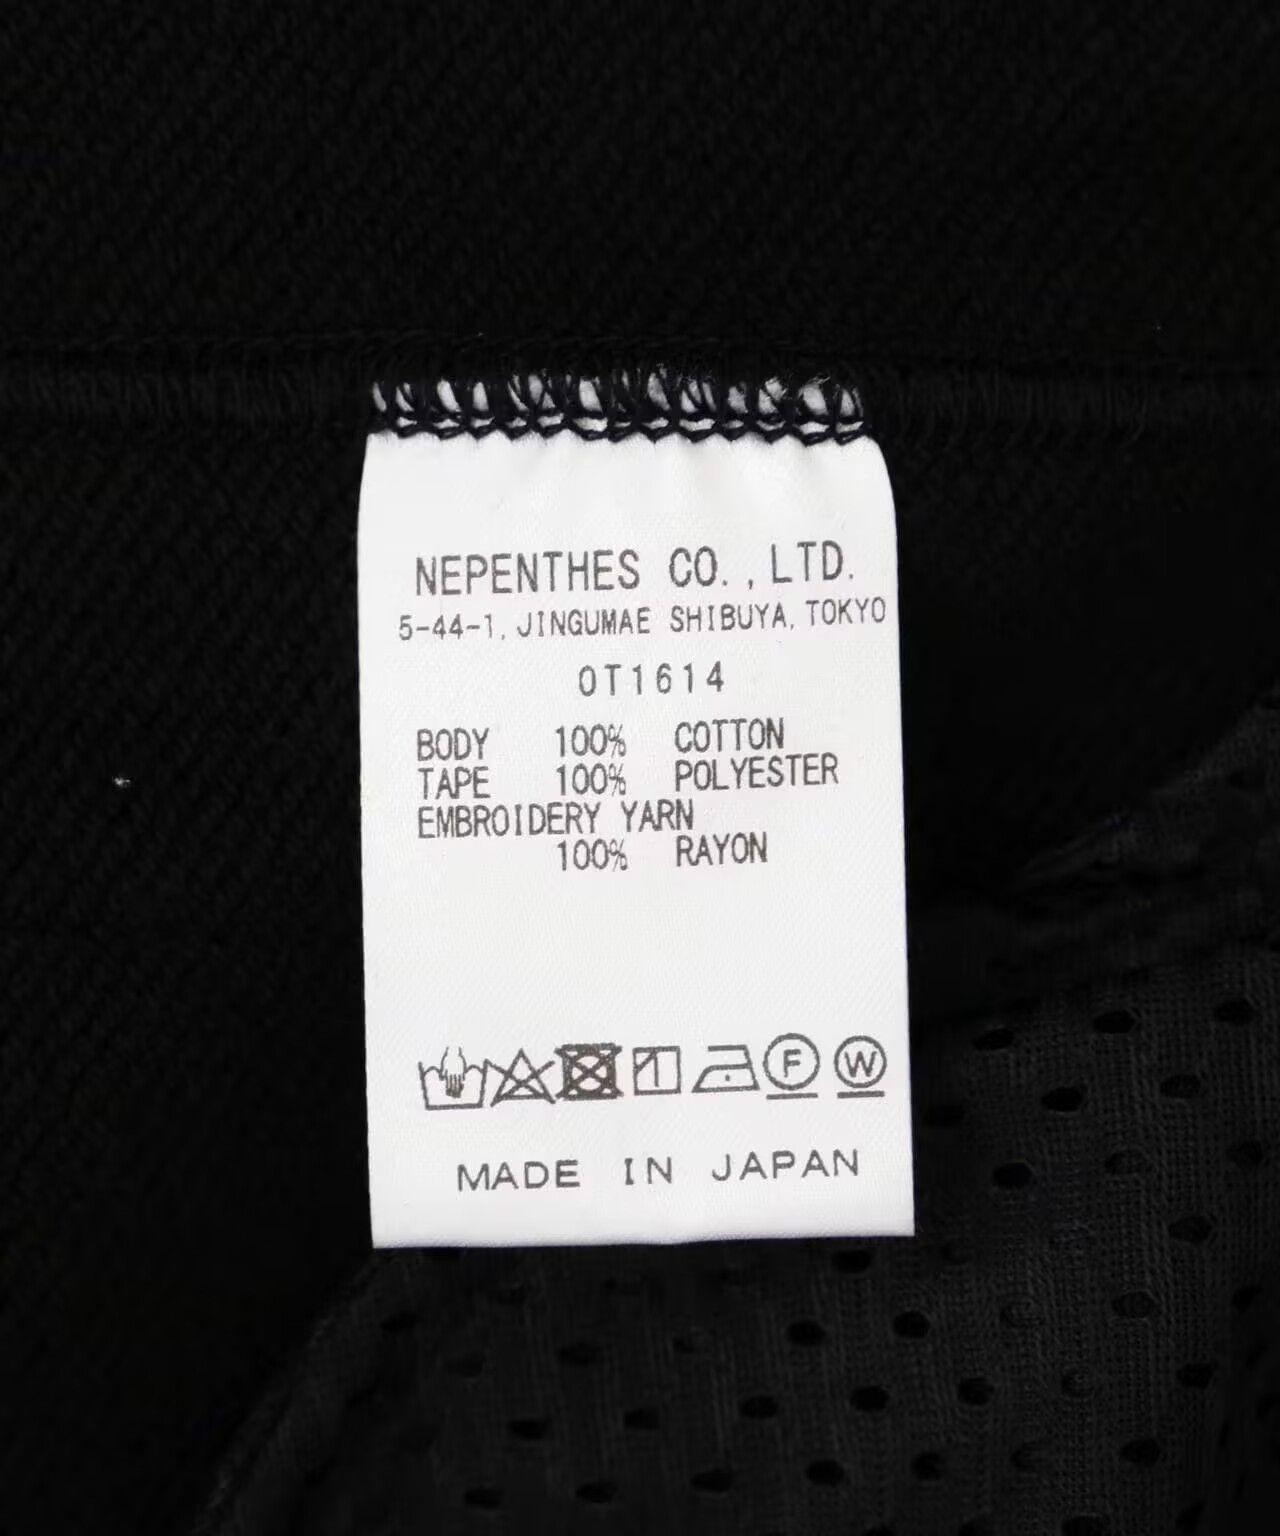 NEPENTHES CO.,LTD.
5-44-1, JINGUMAE SHIBUYA, TOKYO
OT1614
BODY 100% COTTON
TAPE 100% POLYESTER
EMBROIDERY YARN
100% RAYON
F W
MADE IN JAPAN